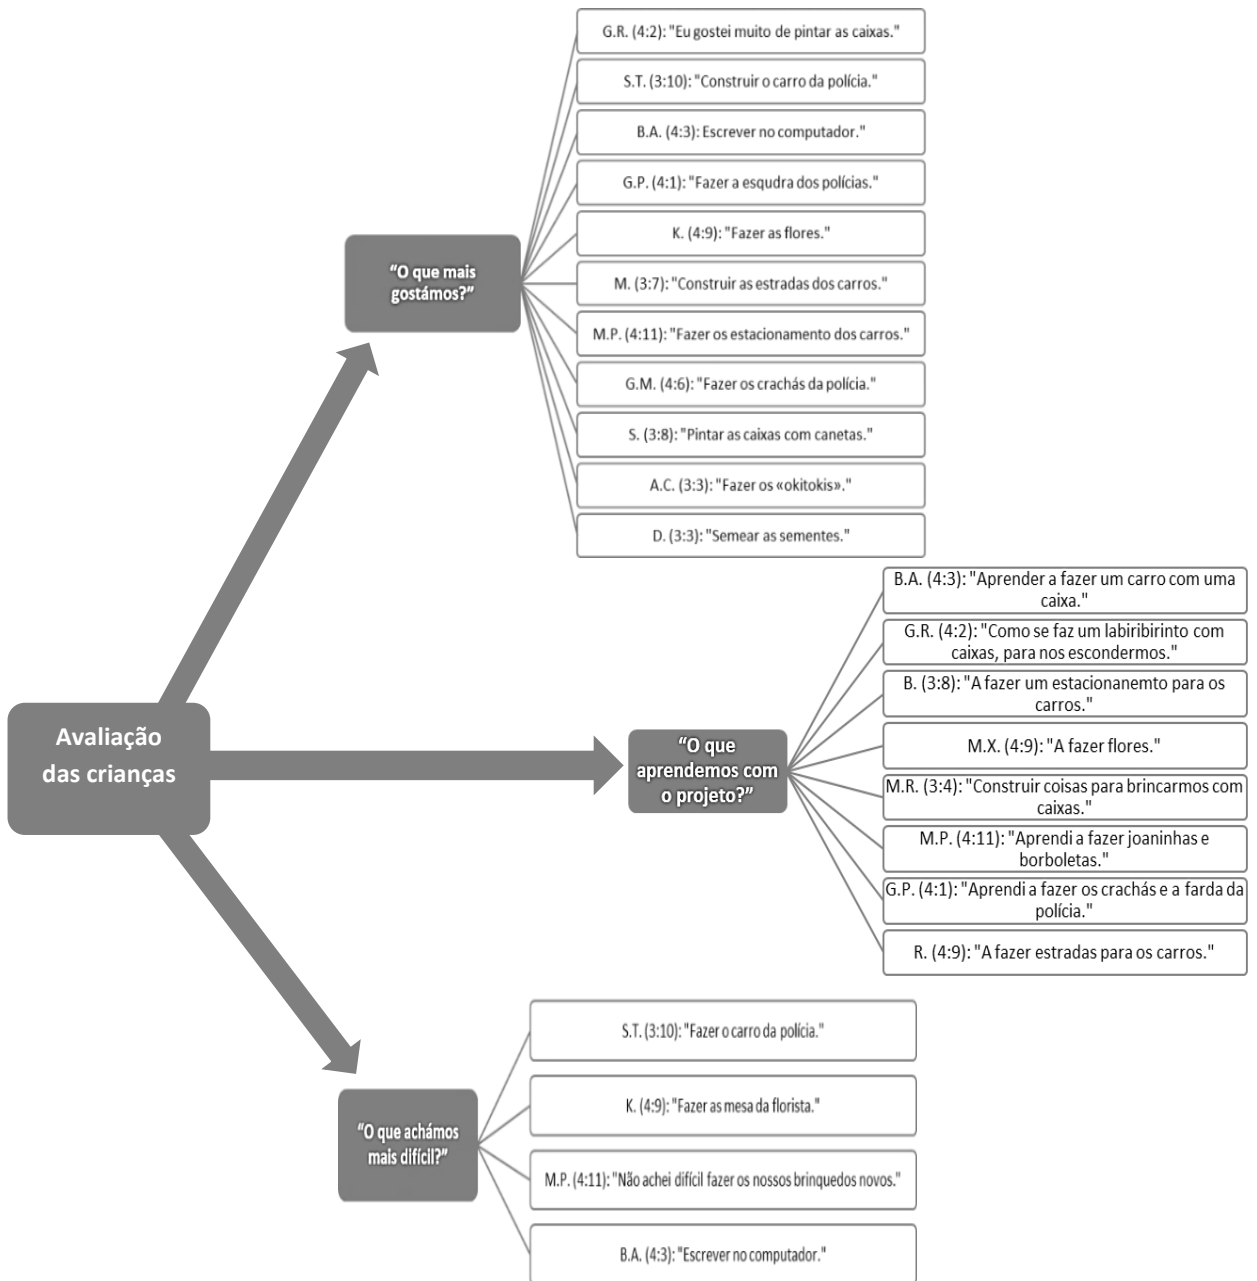 G.R. (4:2): "Eu gostei muito de pintar as caixas."
S.T. (3:10): "Construir o carro da polícia."
B.A. (4:3): Escrever no computador."
G.P. (4:1): "Fazer a esqudra dos polícias."
K. (4:9): "Fazer as flores."
M. (3:7): "Construir as estradas dos carros."
M.P. (4:11): "Fazer os estacionamento dos carros."
G.M. (4:6): "Fazer os crachás da polícia."
S. (3:8): "Pintar as caixas com canetas."
A.C. (3:3): "Fazer os «okitokis»."
D. (3:3): "Semear as sementes."
"O que mais
gostámos?"
B.A. (4:3): "Aprender a fazer um carro com uma
caixa."
G.R. (4:2): "Como se faz um labiribirinto com
caixas, para nos escondermos."
B. (3:8): "A fazer um estacionanemto para os
carros."
M.X. (4:9): "A fazer flores."
M.R. (3:4): "Construir coisas para brincarmos com
caixas."
M.P. (4:11): "Aprendi a fazer joaninhas e
borboletas."
G.P. (4:1): "Aprendi a fazer os crachás e a farda da
polícia."
R. (4:9): "A fazer estradas para os carros."
Avaliação
das crianças
"O que
aprendemos com
o projeto?"
S.T. (3:10): "Fazer o carro da polícia."
K. (4:9): "Fazer as mesa da florista."
M.P. (4:11): "Não achei difícil fazer os nossos brinquedos novos."
B.A. (4:3): "Escrever no computador."
"O que achámos
mais difícil?"